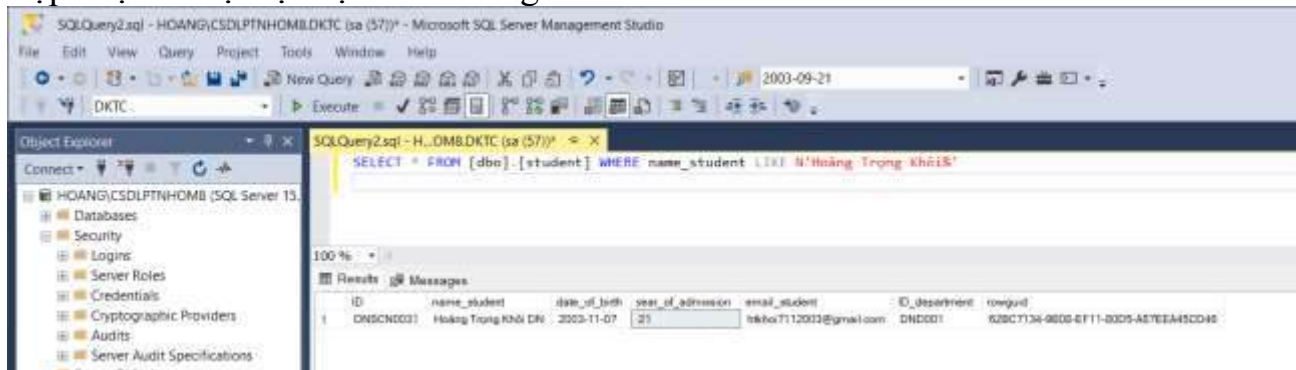 SQLQuery2.sql - HOANG\CSDLPTNHOM8.DKTC (sa (57))* - Microsoft SQL Server Management Studio
File Edit View Query Project Tools Window Help
New Query 2003-09-21
DKTC Execute
Object Explorer SQLQuery2.sql - H...OM8.DKTC (sa (57))*
SELECT * FROM [dbo].[student] WHERE name_student LIKE N'Hoàng Trọng Khôi%'
Connect
HOANG\CSDLPTNHOM8 (SQL Server 15.
Databases
Security
Logins
Server Roles
Credentials
Cryptographic Providers
Audits
Server Audit Specifications
100 %
Results Messages
ID name_student date_of_birth year_of_admission email_student ID_department rowguid
1 DNSCN0031 Hoàng Trọng Khôi DN 2003-11-07 21 htkhoi7112003@gmail.com DND001